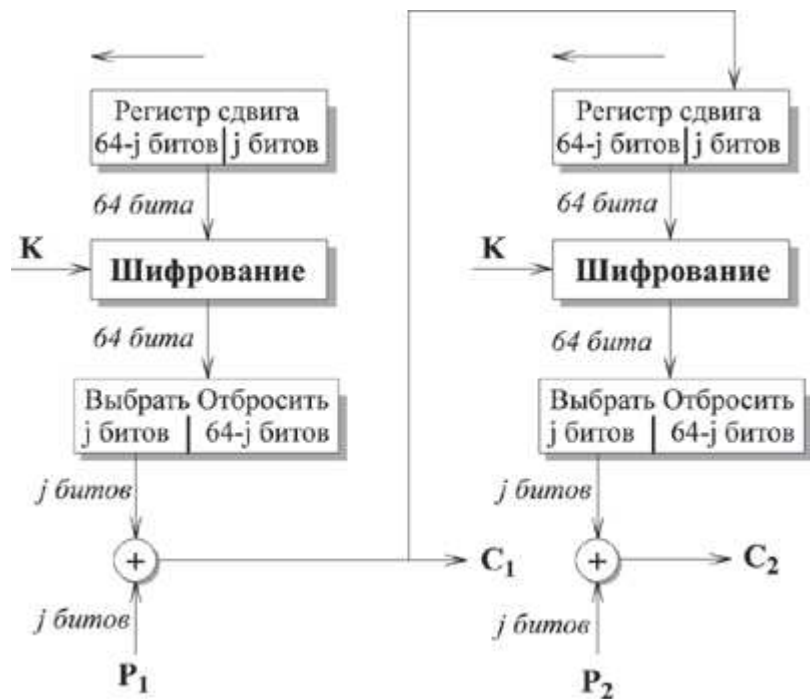 Регистр сдвига
64-j битов | j битов
64 бита
K
Шифрование
64 бита
Выбрать Отбросить
j битов | 64-j битов
j битов
+
C1
j битов
P1
Регистр сдвига
64-j битов | j битов
64 бита
K
Шифрование
64 бита
Выбрать Отбросить
j битов | 64-j битов
j битов
+
C2
j битов
P2